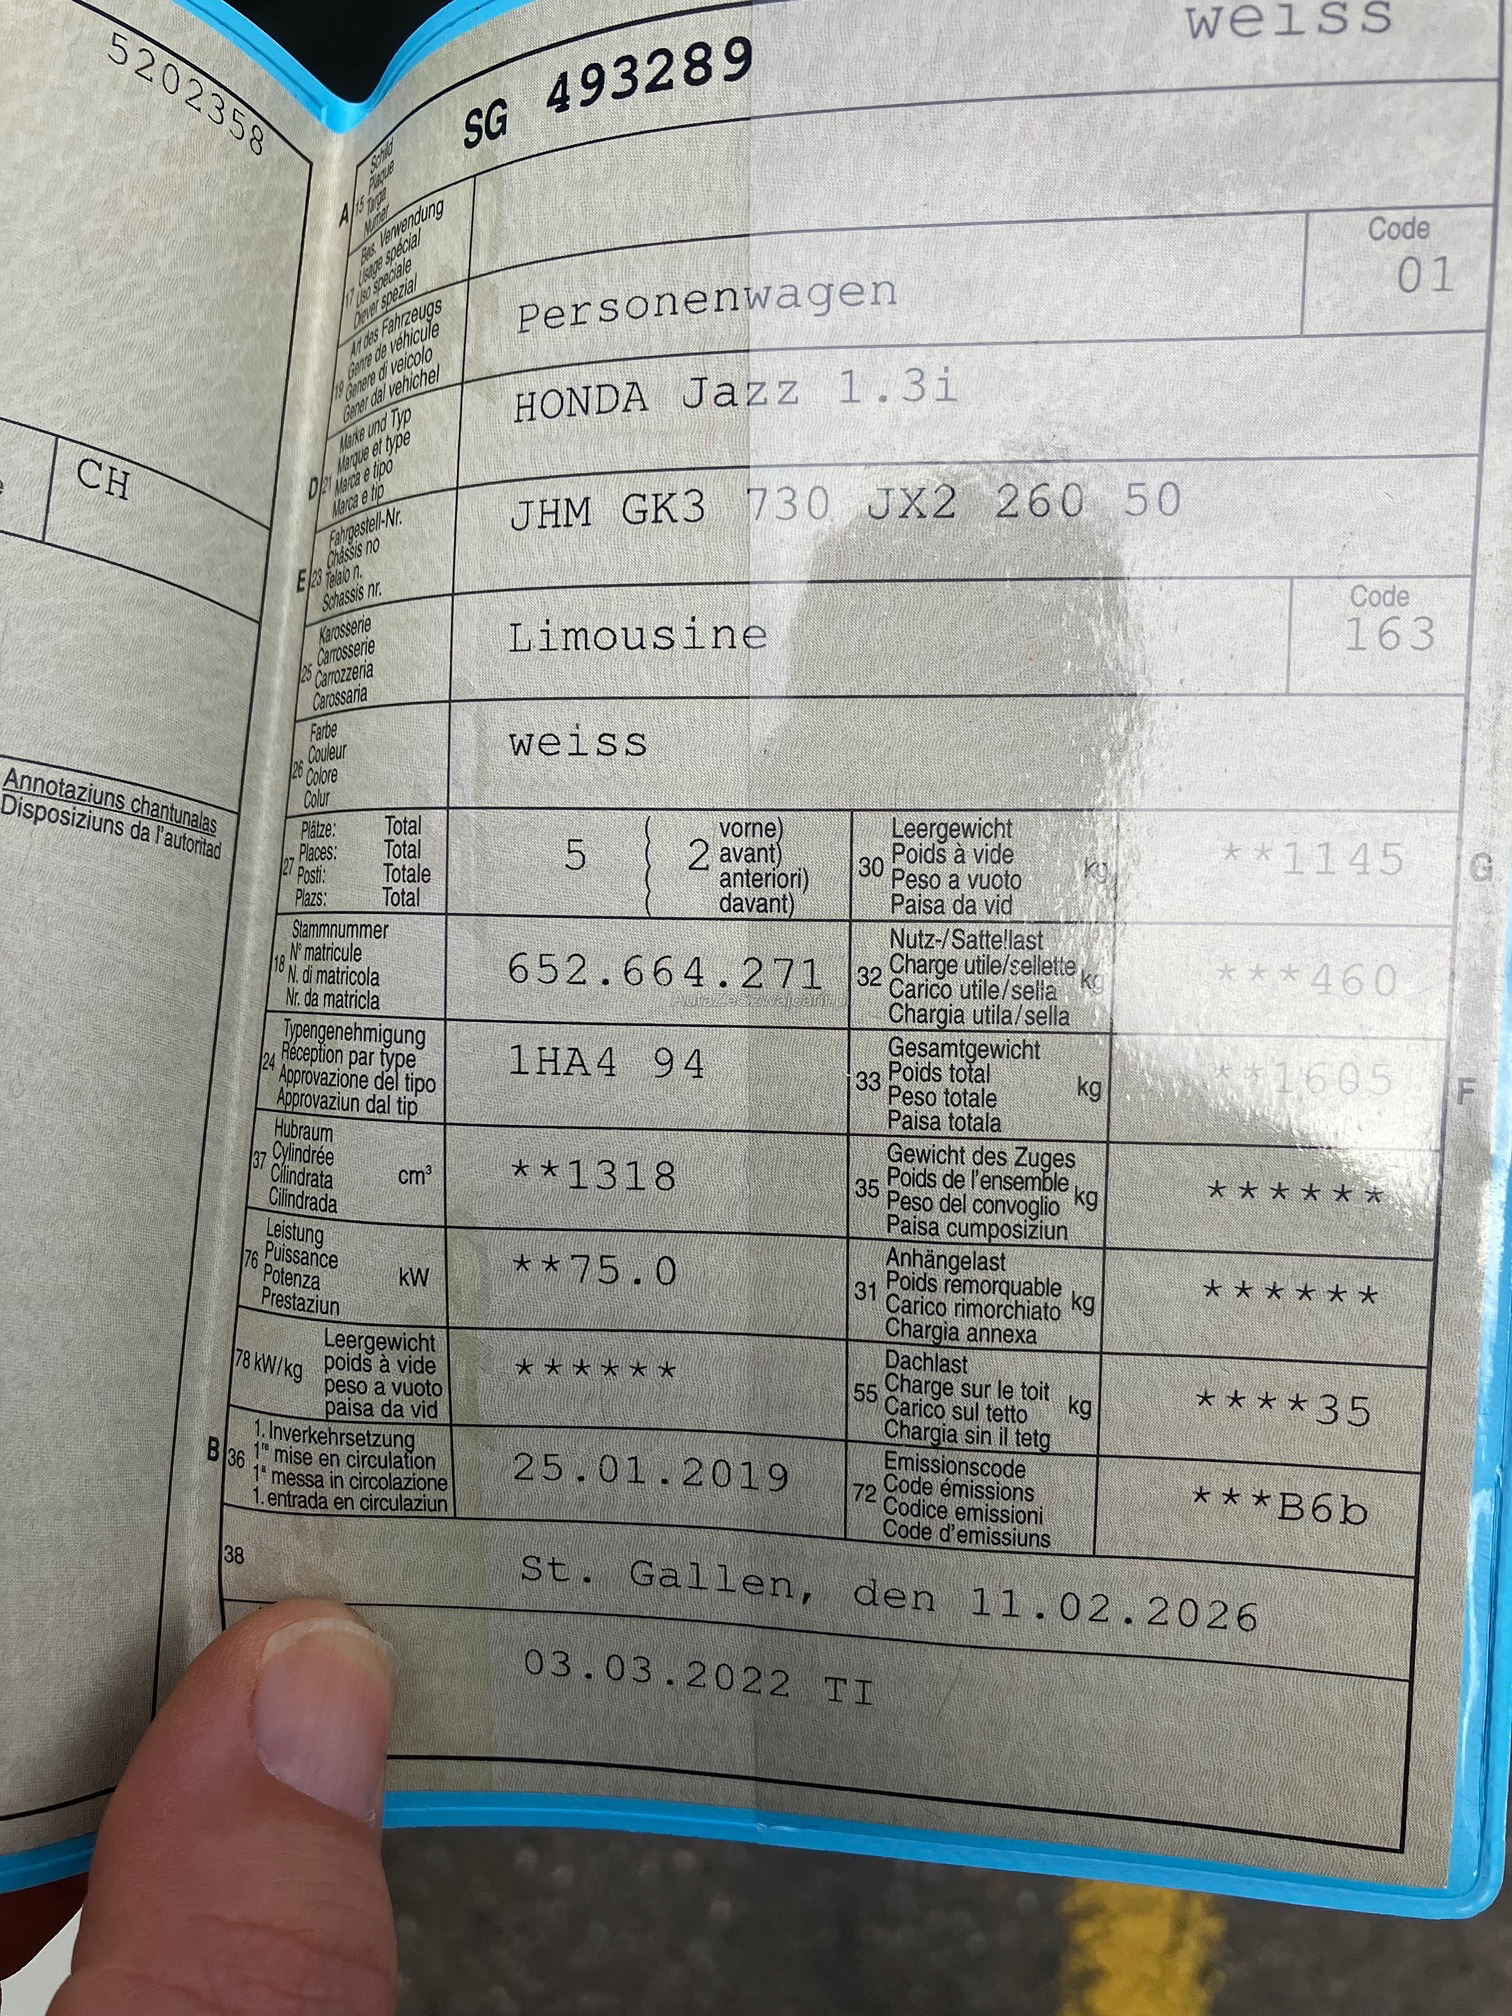 5202358
CH
Annotaziuns chantunalas
Disposiziuns da l'autoritad
weiss
SG 493289
A 15 Schild
Plaque
Targa
Numer
17 Bes. Verwendung
Usage spécial
Uso speciale
Diever spezial
19 Art des Fahrzeugs
Genre de véhicule
Genere di veicolo
Gener dal vehichel
Personenwagen
Code
01
D 21 Marke und Typ
Marque et type
Marca e tipo
Marca e tip
HONDA Jazz 1.3i
E 23 Fahrgestell-Nr.
Châssis no
Telaio n.
Schassis nr.
JHM GK3 730 JX2 260 50
25 Karosserie
Carrosserie
Carrozzeria
Carossaria
Limousine
Code
163
26 Farbe
Couleur
Colore
Colur
weiss
27 Plätze: Total
Places: Total
Posti: Totale
Plazs: Total
5 ( 2 vorne)
avant)
anteriori)
davant)
30 Leergewicht
Poids à vide
Peso a vuoto
Paisa da vid
kg
**1145
G
18 Stammnummer
N° matricule
N. di matricola
Nr. da matricla
652.664.271
32 Nutz-/Sattellast
Charge utile/sellette
Carico utile/sella
Chargia utila/sella
kg
***460
24 Typengenehmigung
Réception par type
Approvazione del tipo
Approvaziun dal tip
1HA4 94
33 Gesamtgewicht
Poids total
Peso totale
Paisa totala
kg
**1605
F
37 Hubraum
Cylindrée
Cilindrata
Cilindrada
cm³
**1318
35 Gewicht des Zuges
Poids de l'ensemble
Peso del convoglio
Paisa cumposiziun
kg
******
76 Leistung
Puissance
Potenza
Prestaziun
kW
**75.0
31 Anhängelast
Poids remorquable
Carico rimorchiato
Chargia annexa
kg
******
78 kW/kg
Leergewicht
poids à vide
peso a vuoto
paisa da vid
******
55 Dachlast
Charge sur le toit
Carico sul tetto
Chargia sin il tetg
kg
****35
B 36 1. Inverkehrsetzung
1re mise en circulation
1a messa in circolazione
1. entrada en circulaziun
25.01.2019
72 Emissionscode
Code émissions
Codice emissioni
Code d'emissiuns
***B6b
38
St. Gallen, den 11.02.2026
03.03.2022 TI